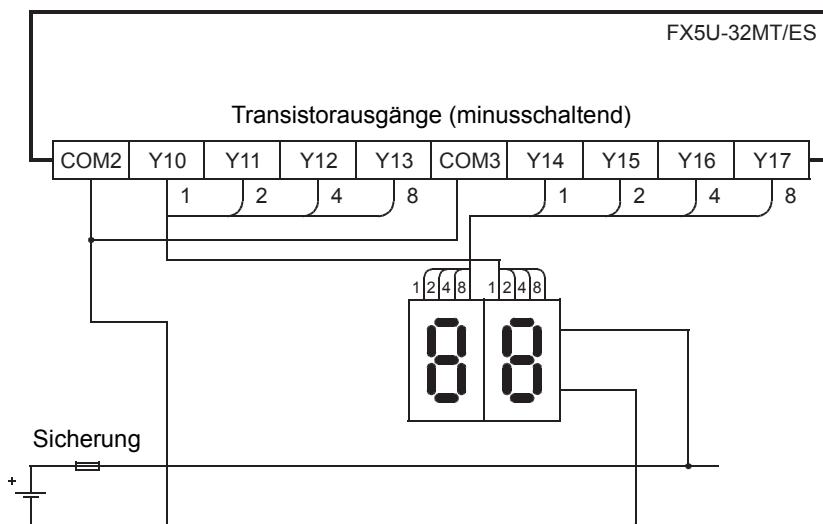 FX5U-32MT/ES
Transistorausgänge (minusschaltend)
COM2 Y10 Y11 Y12 Y13 COM3 Y14 Y15 Y16 Y17
1 2 4 8 1 2 4 8
1 2 4 8 1 2 4 8
Sicherung
+